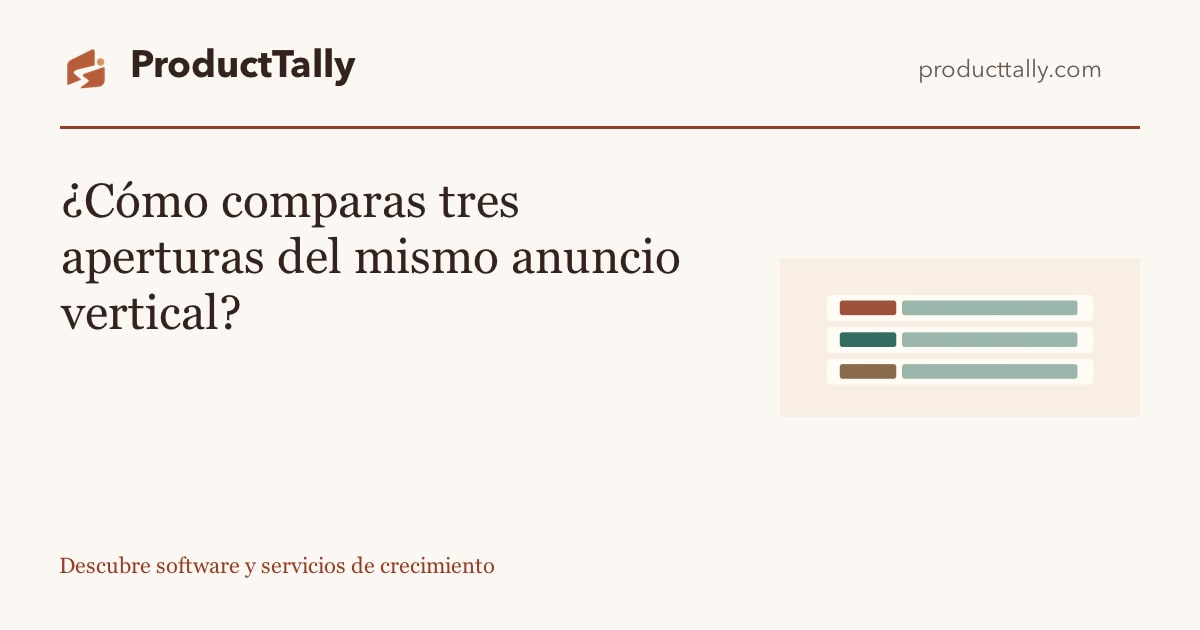 ProductTally
producttally.com
¿Cómo comparas tres
aperturas del mismo anuncio
vertical?
Descubre software y servicios de crecimiento